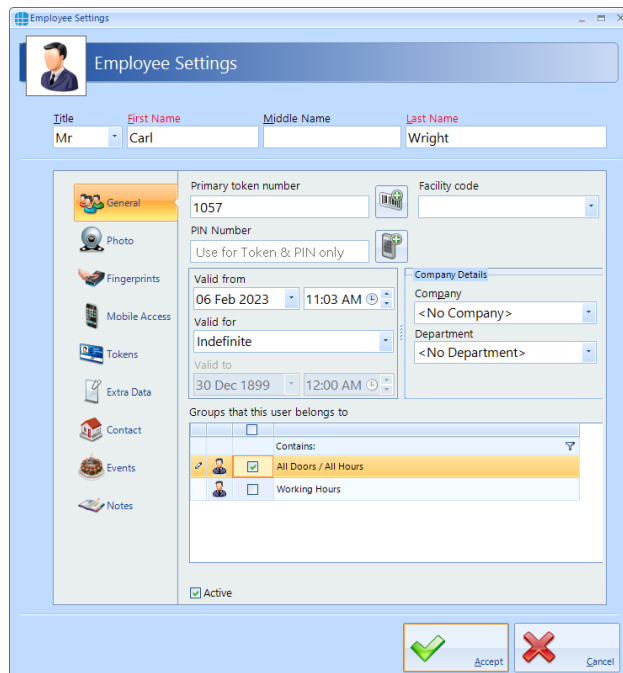 Employee Settings
Employee Settings
Title First Name Middle Name Last Name
Mr Carl Wright
General
Photo
Fingerprints
Mobile Access
Tokens
Extra Data
Contact
Events
Notes
Primary token number Facility code
1057
PIN Number
Use for Token & PIN only
Valid from
06 Feb 2023 11:03 AM
Valid for
Indefinite
Valid to
30 Dec 1899 12:00 AM
Company Details
Company
<No Company>
Department
<No Department>
Groups that this user belongs to
Contains:
All Doors / All Hours
Working Hours
Active
Accept Cancel